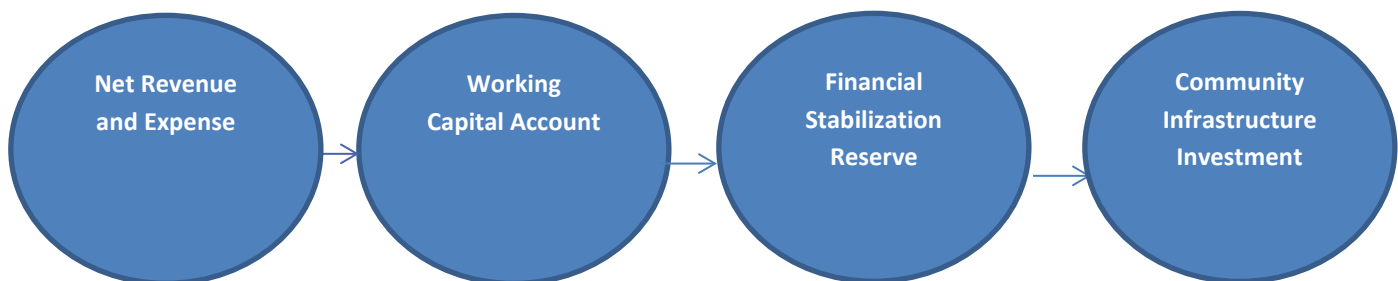 Net Revenue
and Expense
Working
Capital Account
Financial
Stabilization
Reserve
Community
Infrastructure
Investment